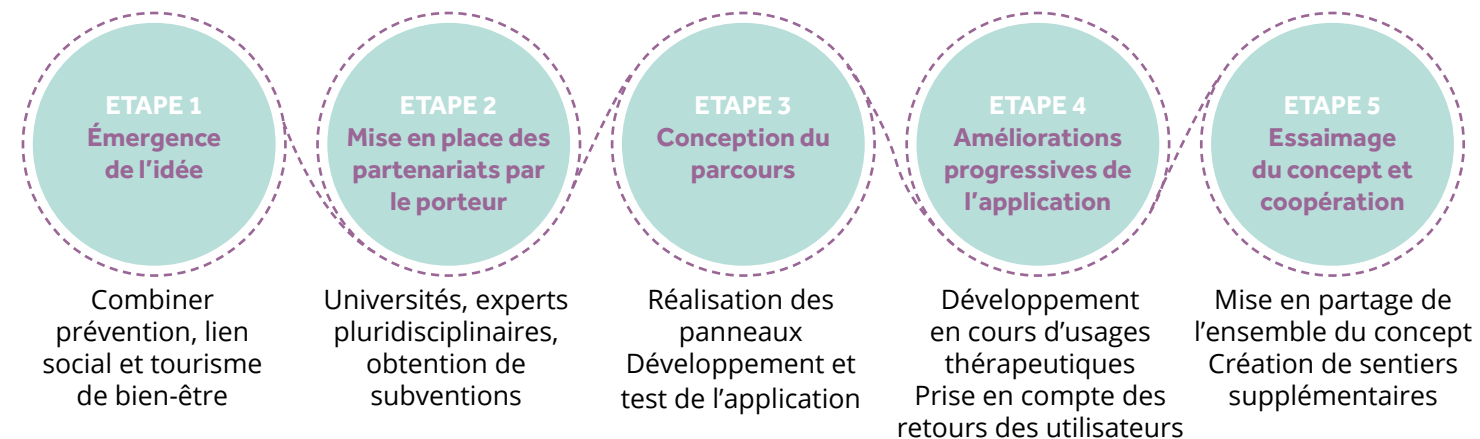 ETAPE 1
Émergence
de l’idée
Combiner
prévention, lien
social et tourisme
de bien-être
ETAPE 2
Mise en place des
partenariats par
le porteur
Universités, experts
pluridisciplinaires,
obtention de
subventions
ETAPE 3
Conception du
parcours
Réalisation des
panneaux
Développement et
test de l’application
ETAPE 4
Améliorations
progressives de
l’application
Développement
en cours d’usages
thérapeutiques
Prise en compte des
retours des utilisateurs
ETAPE 5
Essaimage
du concept et
coopération
Mise en partage de
l’ensemble du concept
Création de sentiers
supplémentaires